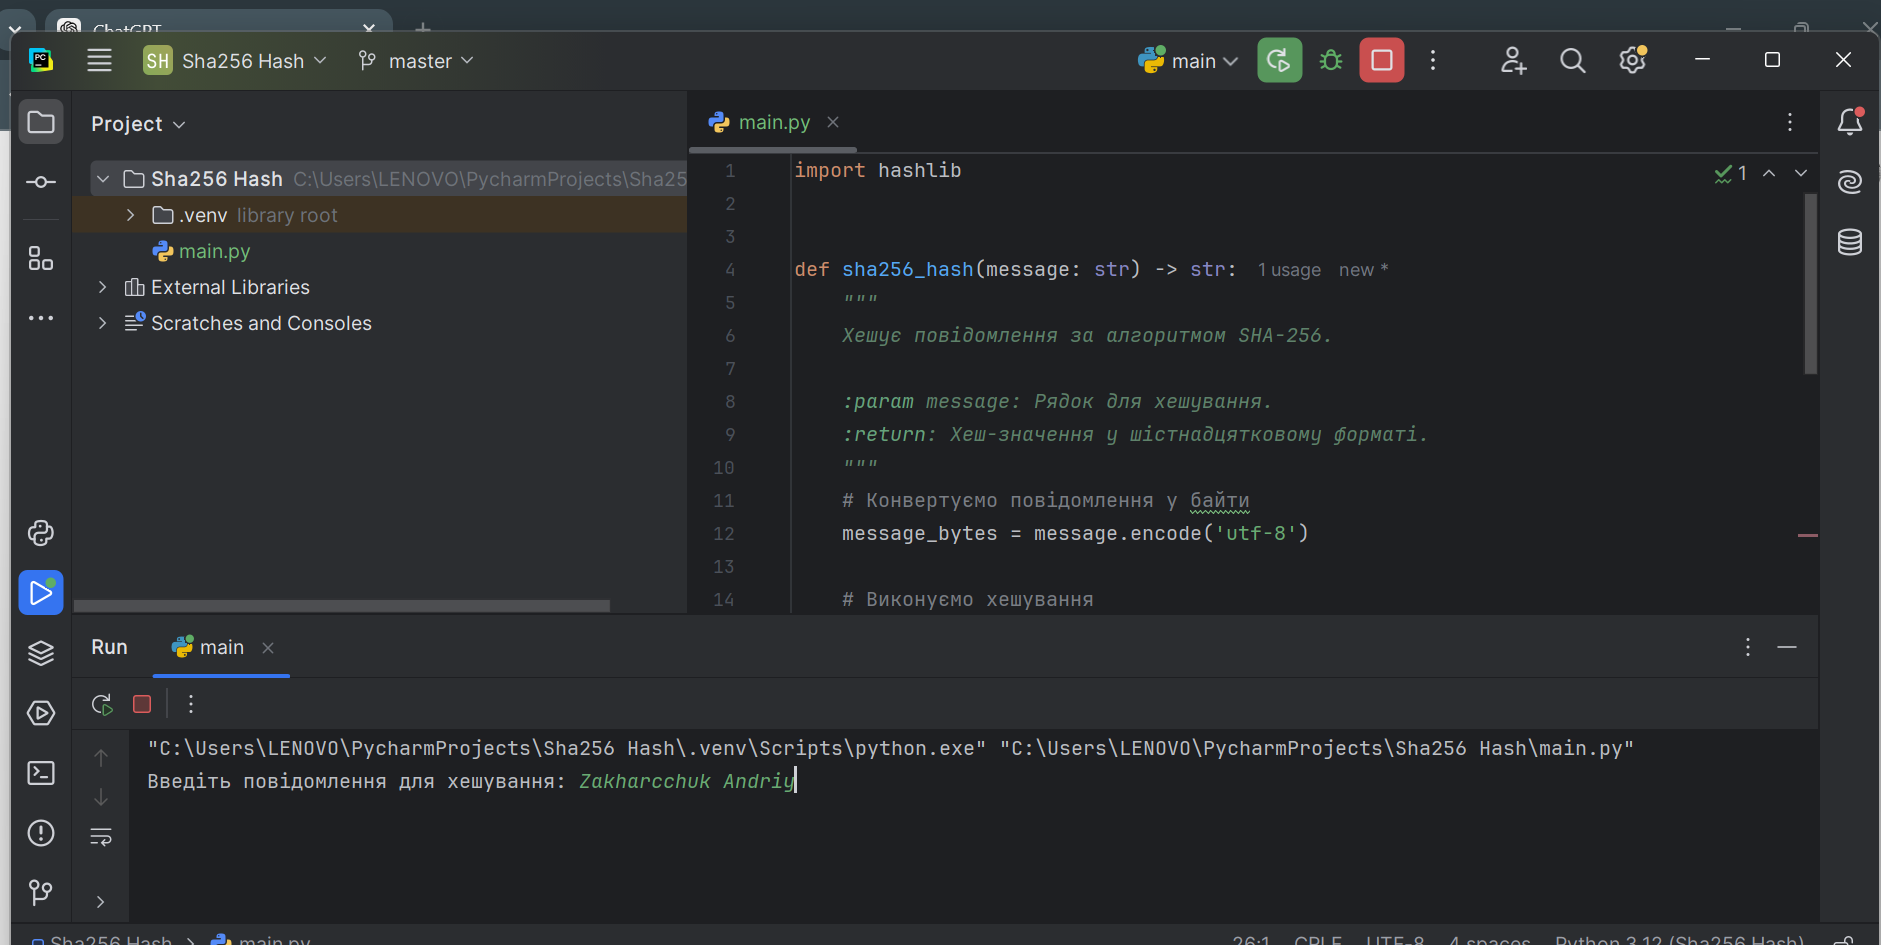 ChatGPT
PC
SH Sha256 Hash master main
Project
main.py
Sha256 Hash C:\Users\LENOVO\PycharmProjects\Sha25
.venv library root
main.py
External Libraries
Scratches and Consoles
1 import hashlib
1
2
3
4 def sha256_hash(message: str) -> str: 1 usage new *
5 """
6 Хешує повідомлення за алгоритмом SHA-256.
7
8 :param message: Рядок для хешування.
9 :return: Хеш-значення у шістнадцятковому форматі.
10 """
11 # Конвертуємо повідомлення у байти
12 message_bytes = message.encode('utf-8')
13
14 # Виконуємо хешування
Run main
"C:\Users\LENOVO\PycharmProjects\Sha256 Hash\.venv\Scripts\python.exe" "C:\Users\LENOVO\PycharmProjects\Sha256 Hash\main.py"
Введіть повідомлення для хешування: Zakharcchuk Andriy
Sha256 Hash > main.py 26:1 CRLF UTF-8 4 spaces Python 3.12 (Sha256 Hash)